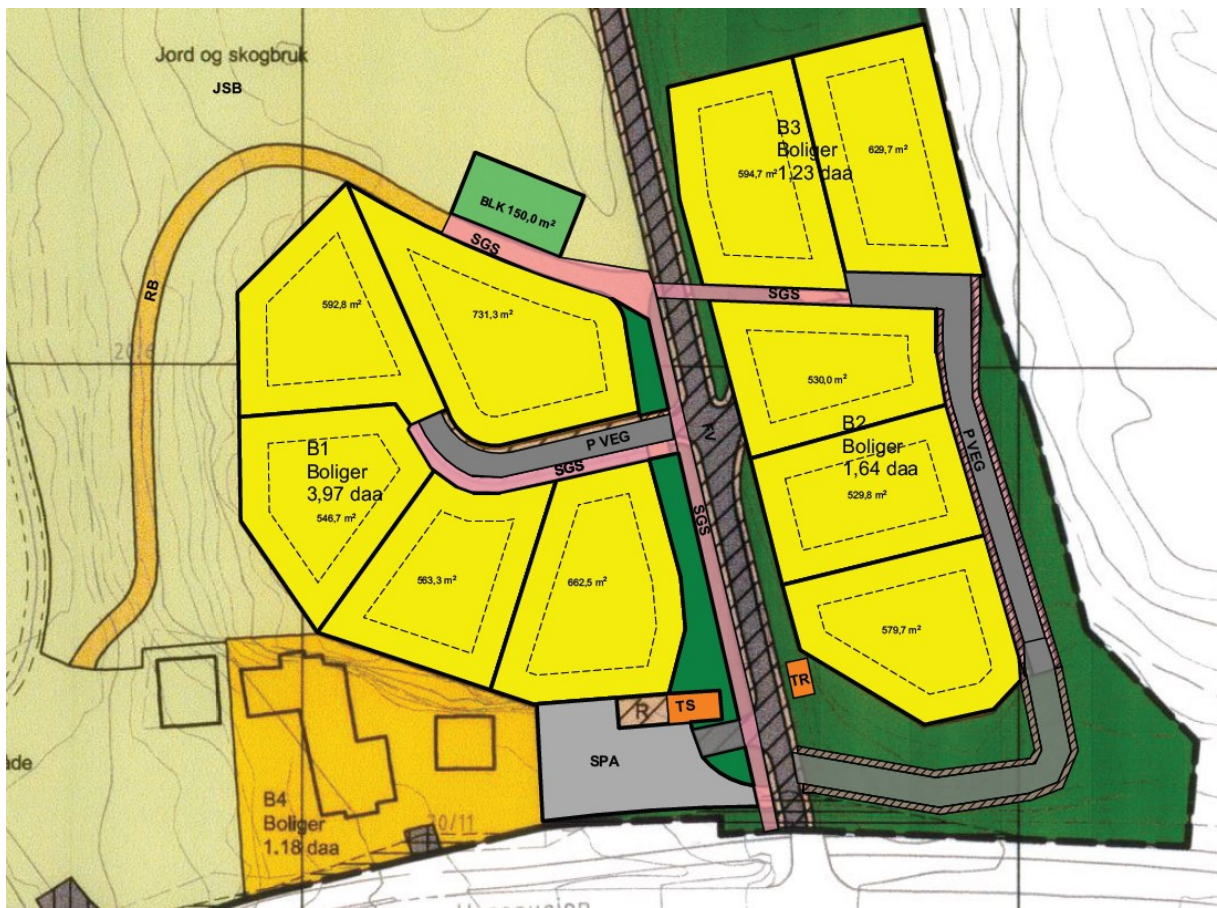 Jord og skogbruk
JSB
B3
Boliger
1,23 daa
594,7 m²
629,7 m²
BLK 150,0 m²
SGS
RB
SGS
592,8 m²
731,3 m²
530,0 m²
B2
Boliger
1,64 daa
529,8 m²
P VEG
FV
P VEG
SGS
B1
Boliger
3,97 daa
546,7 m²
SGS
563,3 m²
662,5 m²
579,7 m²
TR
R
TS
SPA
B4
Boliger
1.18 daa
20/11